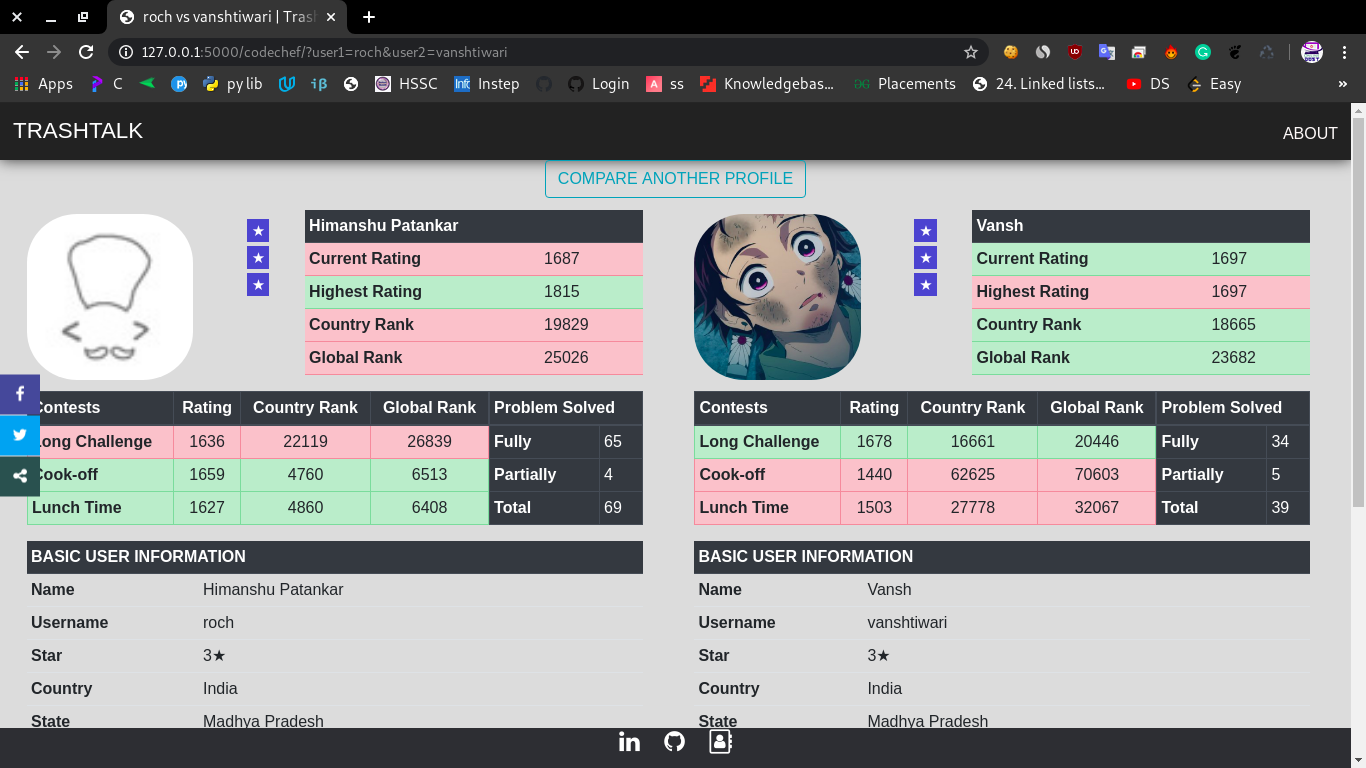 roch vs vanshtiwari | Tras
127.0.0.1:5000/codechef/?user1=roch&user2=vanshtiwari
Apps C py lib iβ HSSC Instep Login ss Knowledgebas... Placements 24. Linked lists... DS Easy »
TRASHTALK
ABOUT
COMPARE ANOTHER PROFILE
Himanshu Patankar
Current Rating 1687
Highest Rating 1815
Country Rank 19829
Global Rank 25026
Vansh
Current Rating 1697
Highest Rating 1697
Country Rank 18665
Global Rank 23682
Contests Rating Country Rank Global Rank Problem Solved
Long Challenge 1636 22119 26839 Fully 65
Cook-off 1659 4760 6513 Partially 4
Lunch Time 1627 4860 6408 Total 69
Contests Rating Country Rank Global Rank Problem Solved
Long Challenge 1678 16661 20446 Fully 34
Cook-off 1440 62625 70603 Partially 5
Lunch Time 1503 27778 32067 Total 39
BASIC USER INFORMATION
Name Himanshu Patankar
Username roch
Star 3★
Country India
State Madhya Pradesh
BASIC USER INFORMATION
Name Vansh
Username vanshtiwari
Star 3★
Country India
State Madhya Pradesh